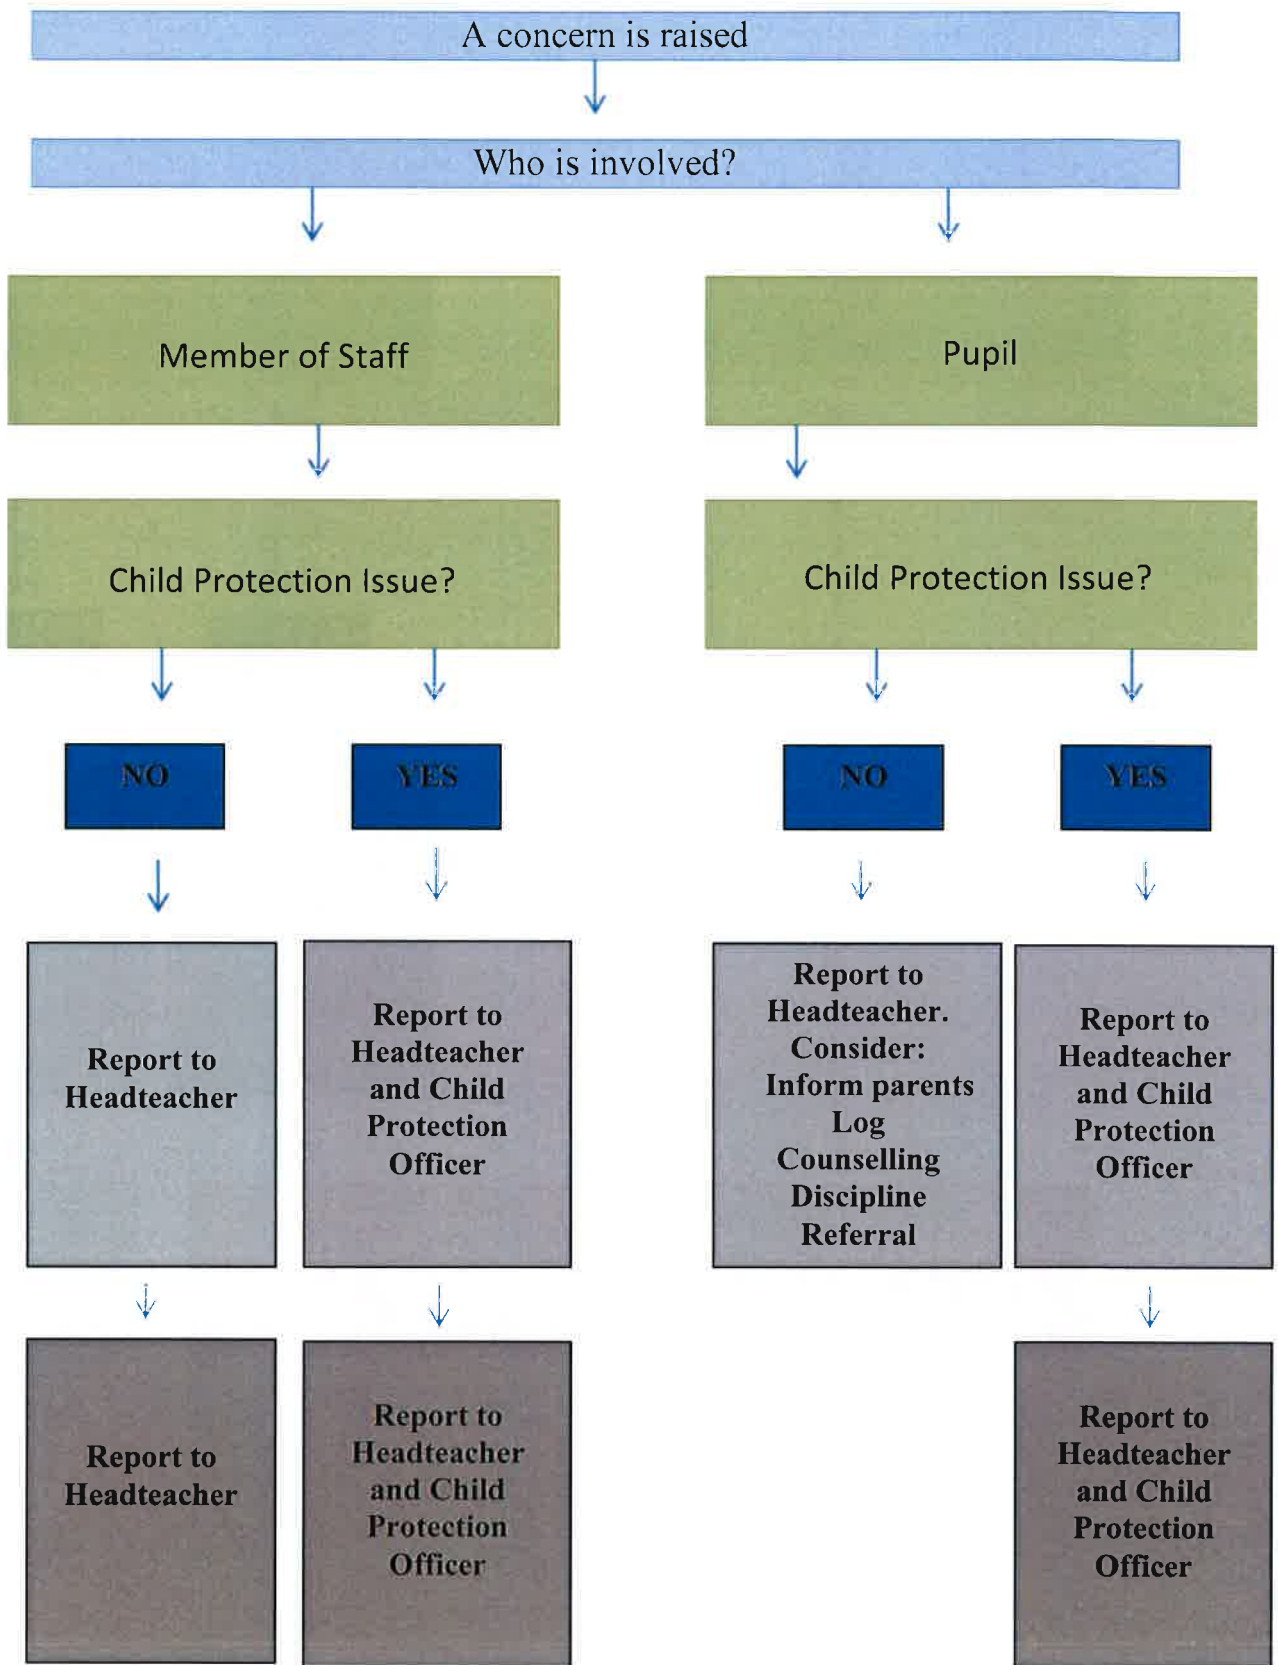 A concern is raised
Who is involved?
Member of Staff
Pupil
Child Protection Issue?
Child Protection Issue?
NO
YES
NO
YES
Report to
Headteacher
Report to
Headteacher
and Child
Protection
Officer
Report to
Headteacher.
Consider:
Inform parents
Log
Counselling
Discipline
Referral
Report to
Headteacher
and Child
Protection
Officer
Report to
Headteacher
Report to
Headteacher
and Child
Protection
Officer
Report to
Headteacher
and Child
Protection
Officer